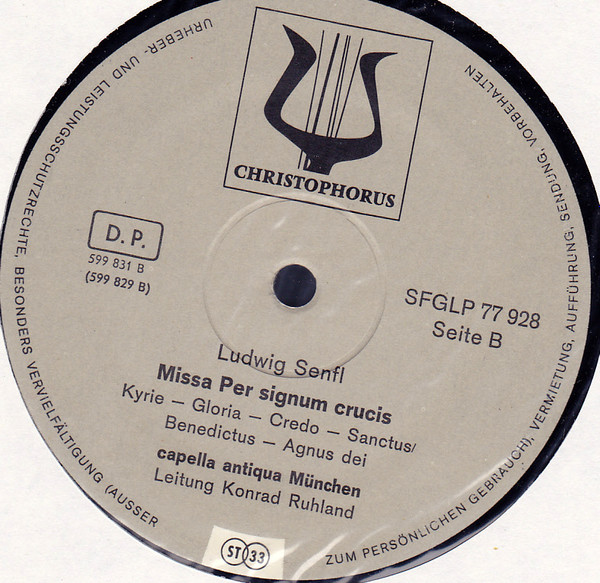 CHRISTOPHORUS
D. P.
599 831 B
(599 829 B)
SFGLP 77 928
Seite B
Ludwig Senfl
Missa Per signum crucis
Kyrie – Gloria – Credo – Sanctus/
Benedictus – Agnus dei
capella antiqua München
Leitung Konrad Ruhland
ST 33
URHEBER- UND LEISTUNGSSCHUTZRECHTE, BESONDERS VERVIELFÄLTIGUNG (AUSSER ZUM PERSÖNLICHEN GEBRAUCH), VERMIETUNG, AUFFÜHRUNG, SENDUNG, VORBEHALTEN